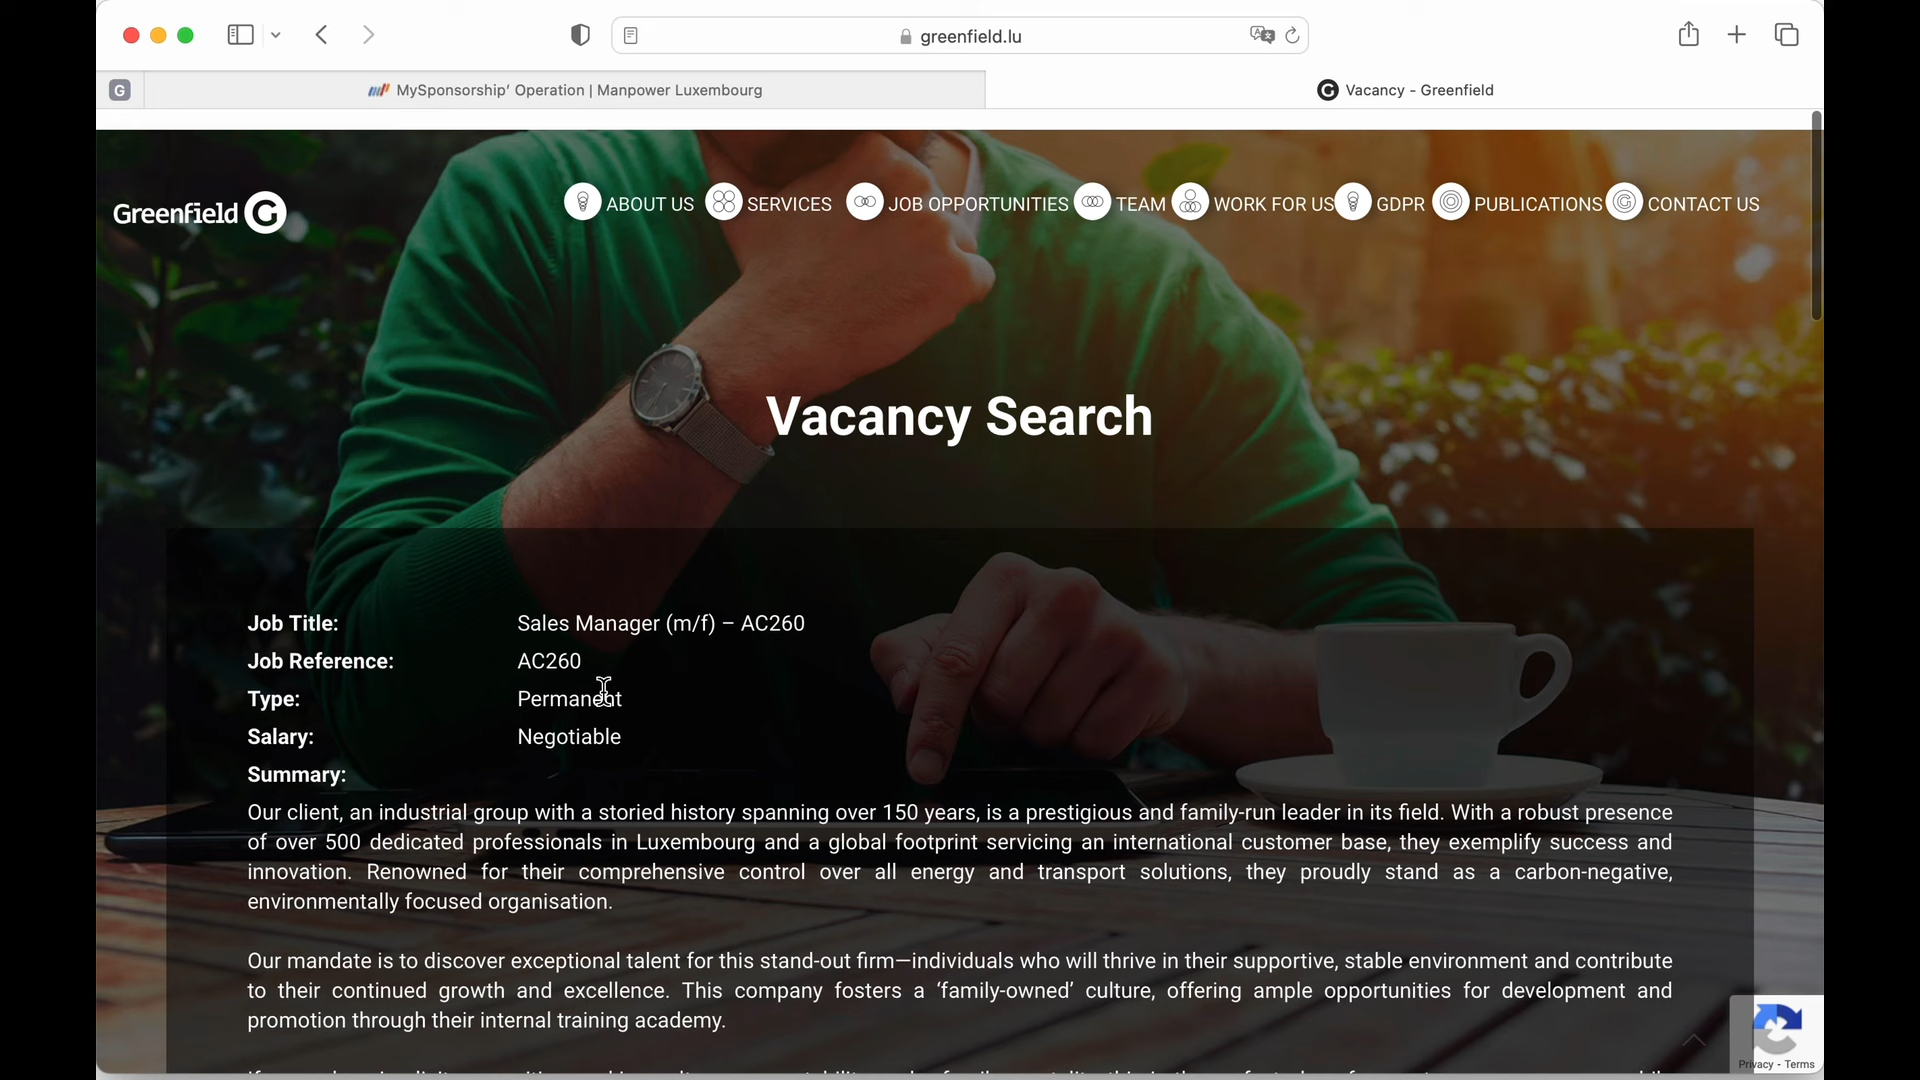 greenfield.lu
G
MySponsorship' Operation | Manpower Luxembourg
G Vacancy - Greenfield
Greenfield G
ABOUT US SERVICES JOB OPPORTUNITIES TEAM WORK FOR US GDPR PUBLICATIONS CONTACT US
Vacancy Search
Job Title: Sales Manager (m/f) – AC260
Job Reference: AC260
Type: Permanent
Salary: Negotiable
Summary:
Our client, an industrial group with a storied history spanning over 150 years, is a prestigious and family-run leader in its field. With a robust presence
of over 500 dedicated professionals in Luxembourg and a global footprint servicing an international customer base, they exemplify success and
innovation. Renowned for their comprehensive control over all energy and transport solutions, they proudly stand as a carbon-negative,
environmentally focused organisation.
Our mandate is to discover exceptional talent for this stand-out firm—individuals who will thrive in their supportive, stable environment and contribute
to their continued growth and excellence. This company fosters a ‘family-owned’ culture, offering ample opportunities for development and
promotion through their internal training academy.
Privacy - Terms